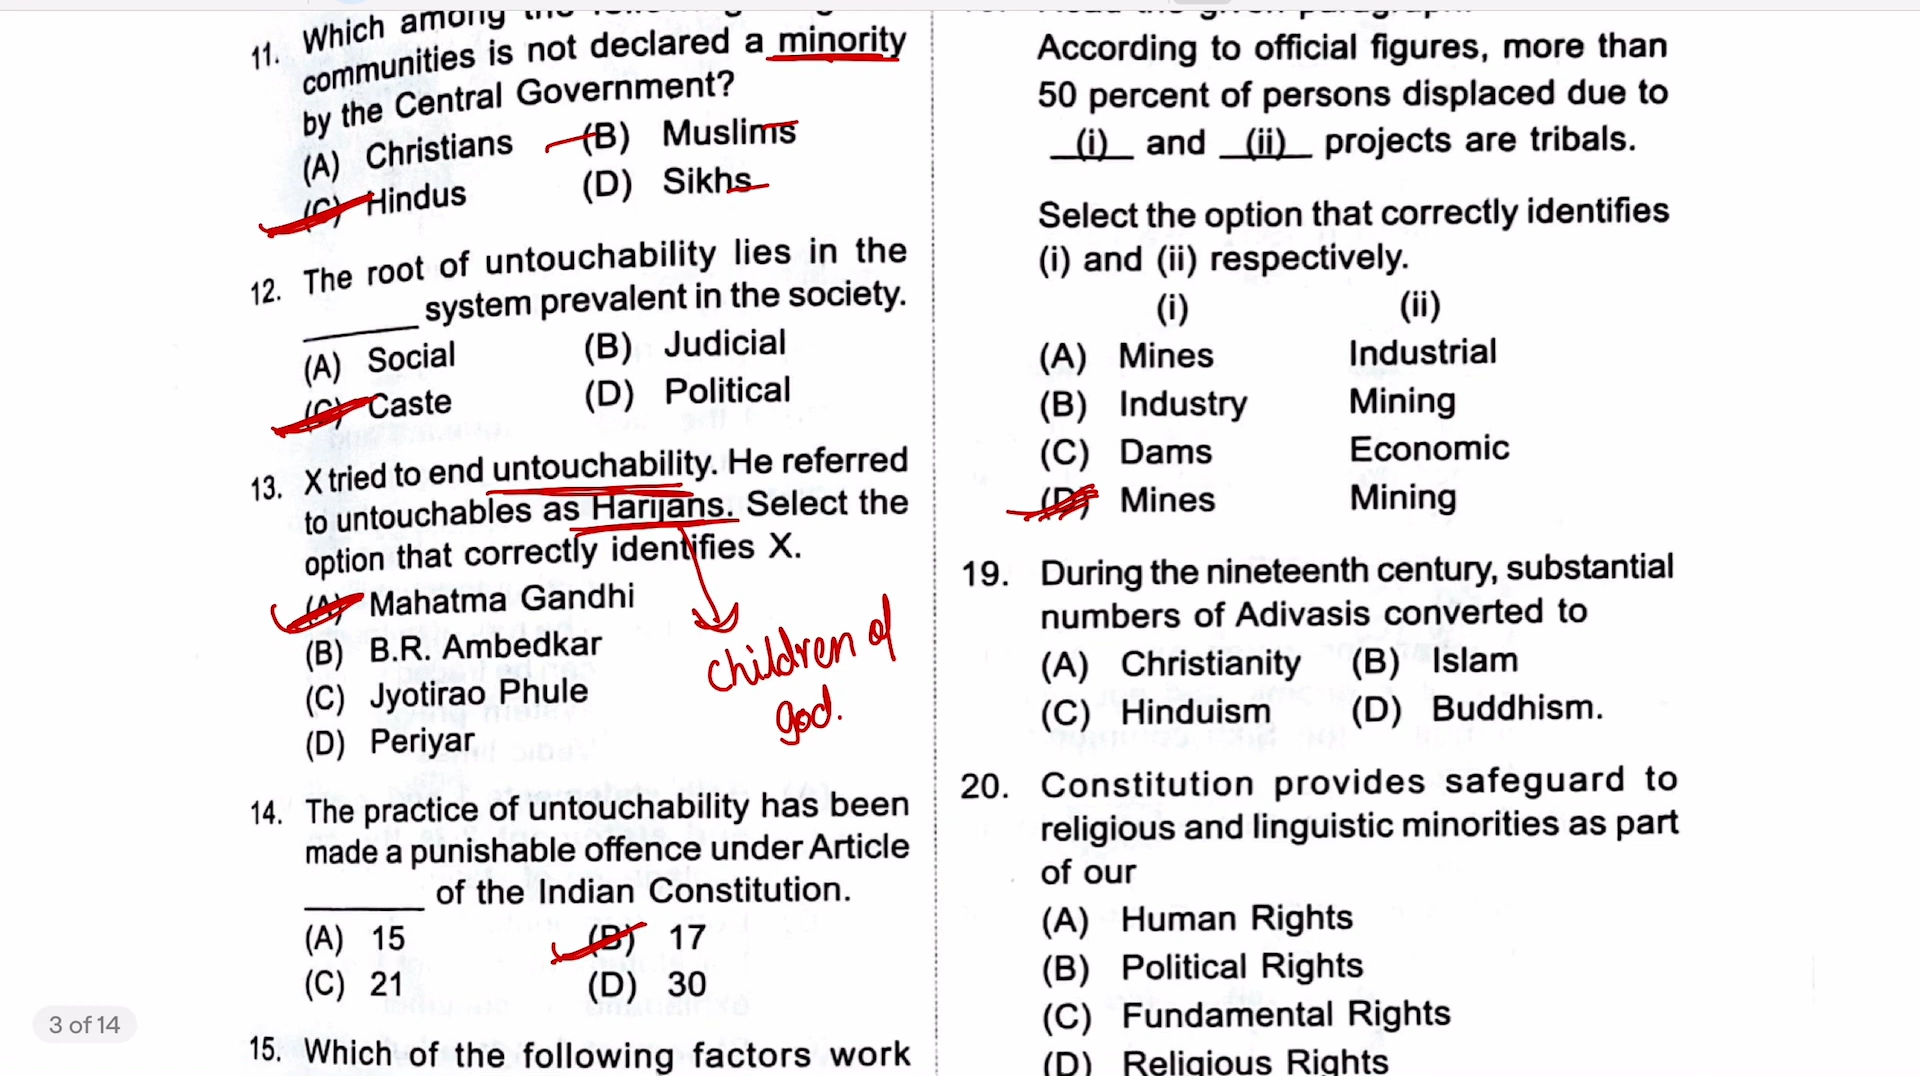 11. Which among the following
communities is not declared a minority
by the Central Government?
(A) Christians (B) Muslims
(C) Hindus (D) Sikhs
12. The root of untouchability lies in the
______ system prevalent in the society.
(A) Social (B) Judicial
(C) Caste (D) Political
13. X tried to end untouchability. He referred
to untouchables as Harijans. Select the
option that correctly identifies X.
(A) Mahatma Gandhi
(B) B.R. Ambedkar
(C) Jyotirao Phule
(D) Periyar
children of
god.
14. The practice of untouchability has been
made a punishable offence under Article
______ of the Indian Constitution.
(A) 15 (B) 17
(C) 21 (D) 30
15. Which of the following factors work
3 of 14
According to official figures, more than
50 percent of persons displaced due to
(i) and (ii) projects are tribals.
Select the option that correctly identifies
(i) and (ii) respectively.
(i) (ii)
(A) Mines Industrial
(B) Industry Mining
(C) Dams Economic
(D) Mines Mining
19. During the nineteenth century, substantial
numbers of Adivasis converted to
(A) Christianity (B) Islam
(C) Hinduism (D) Buddhism.
20. Constitution provides safeguard to
religious and linguistic minorities as part
of our
(A) Human Rights
(B) Political Rights
(C) Fundamental Rights
(D) Religious Rights